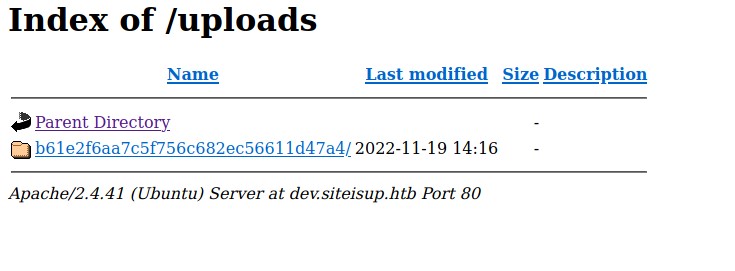 Index of /uploads
Name Last modified Size Description
Parent Directory -
b61e2f6aa7c5f756c682ec56611d47a4/ 2022-11-19 14:16 -
Apache/2.4.41 (Ubuntu) Server at dev.siteisup.htb Port 80